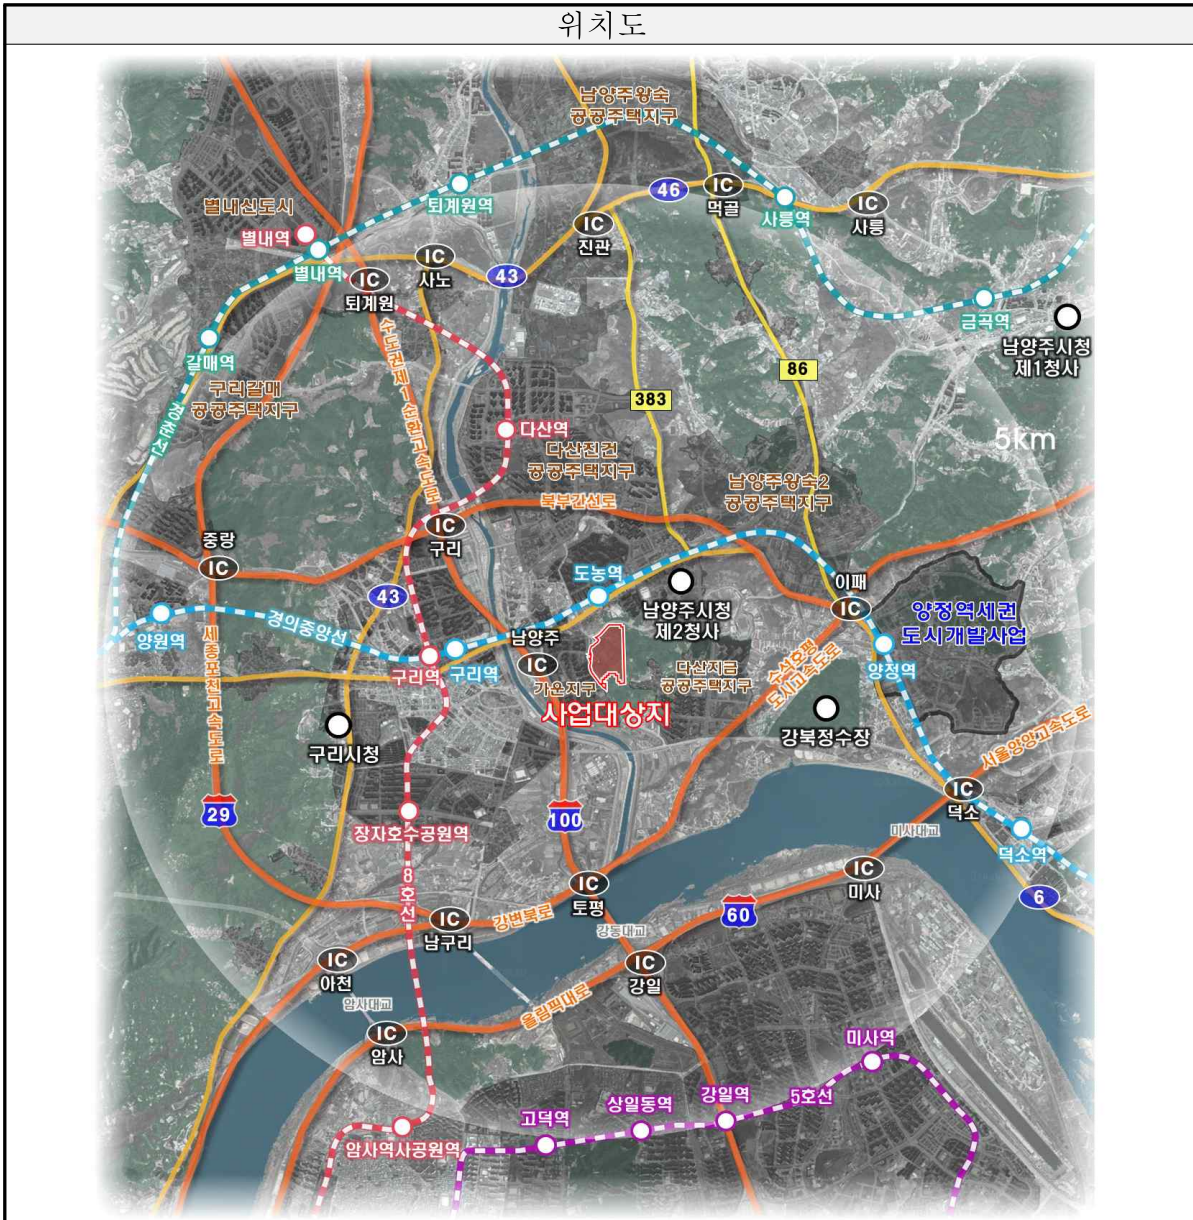 위치도
남양주왕숙
공공주택지구
46
IC
먹골
퇴계원역
사릉역
IC
사릉
별내신도시
별내역
IC
진관
별내역
IC
사노
43
IC
퇴계원
금곡역
남양주시청
제1청사
갈매역
수도권제1순환고속도로
구리갈매
공공주택지구
86
383
경춘선
다산역
5km
다산진건
공공주택지구
남양주왕숙2
공공주택지구
북부간선로
IC
구리
중랑
IC
도농역
이패
IC
43
남양주시청
제2청사
양정역세권
도시개발사업
양원역
경의중앙선
남양주
IC
구리역
구리역
양정역
세종포천고속도로
가운지구
다산지금
공공주택지구
수석호평
도시고속도로
사업대상지
구리시청
강북정수장
서울양양고속도로
29
100
IC
덕소
장자호수공원역
미사대교
덕소역
8호선
IC
미사
IC
토평
6
60
강변북로
IC
남구리
강동대교
IC
아천
IC
강일
암사대교
올림픽대로
IC
암사
미사역
5호선
강일역
상일동역
고덕역
암사역사공원역